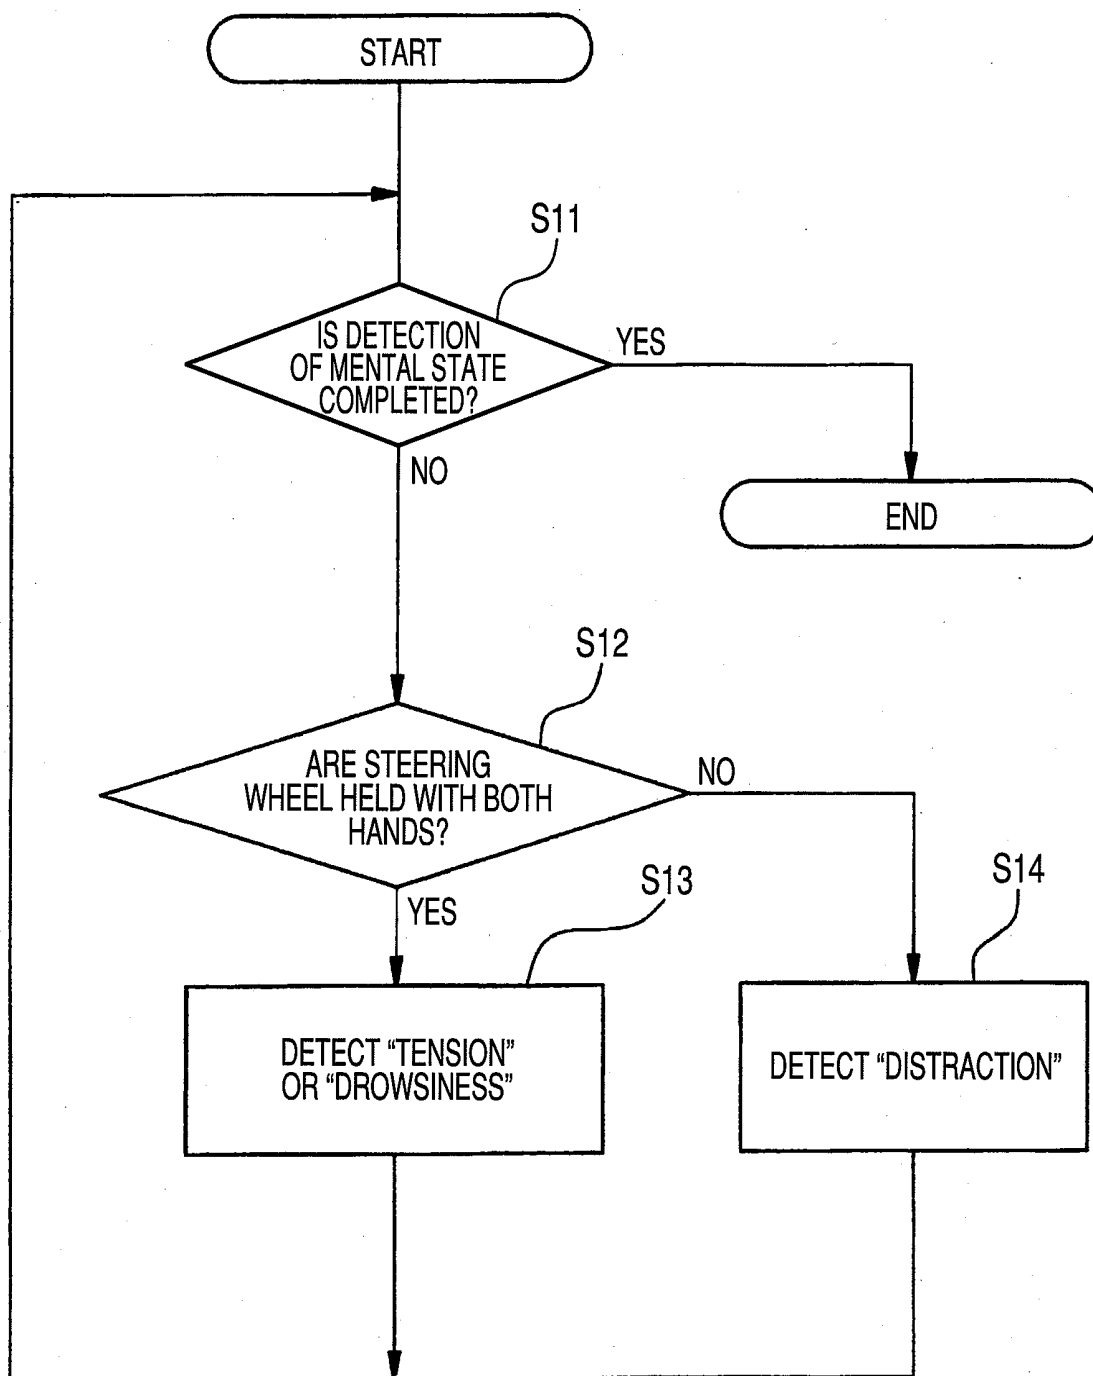 START
S11
IS DETECTION
OF MENTAL STATE
COMPLETED?
YES
NO
END
S12
ARE STEERING
WHEEL HELD WITH BOTH
HANDS?
NO
YES
S13
S14
DETECT “TENSION”
OR “DROWSINESS”
DETECT “DISTRACTION”